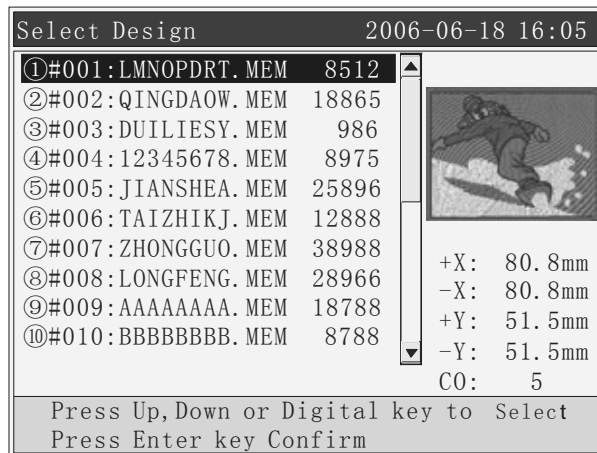 Select Design 2006-06-18 16:05
①#001:LMNOPDRT.MEM 8512
②#002:QINGDAOW.MEM 18865
③#003:DUILIESY.MEM 986
④#004:12345678.MEM 8975
⑤#005:JIANSHEA.MEM 25896
⑥#006:TAIZHIKJ.MEM 12888
⑦#007:ZHONGGUO.MEM 38988
⑧#008:LONGFENG.MEM 28966
⑨#009:AAAAAAAA.MEM 18788
⑩#010:BBBBBBBB.MEM 8788
+X: 80.8mm
-X: 80.8mm
+Y: 51.5mm
-Y: 51.5mm
CO: 5
Press Up,Down or Digital key to Select
Press Enter key Confirm